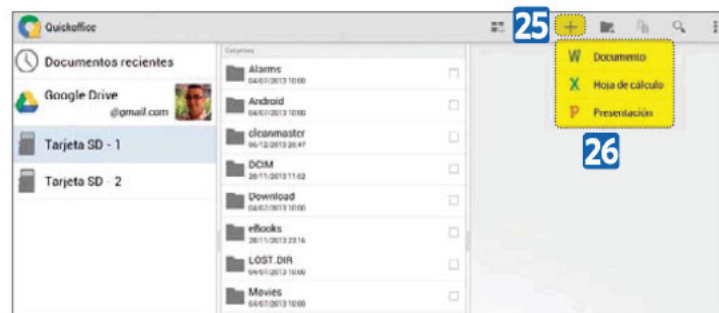 Quickoffice
25
Documentos recientes
Google Drive
@gmail.com
Tarjeta SD - 1
Tarjeta SD - 2
Carpetas
Alarms
04/07/2013 10:00
Android
04/07/2013 10:00
cleanmaster
06/12/2013 20:47
DCIM
28/11/2013 11:02
Download
04/07/2013 10:00
eBooks
28/11/2013 23:16
LOST.DIR
04/07/2013 10:00
Movies
04/07/2013 10:00
W Documento
X Hoja de cálculo
P Presentación
26